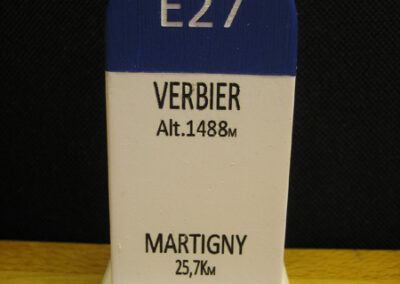 E27
VERBIER
Alt.1488M
MARTIGNY
25,7KM